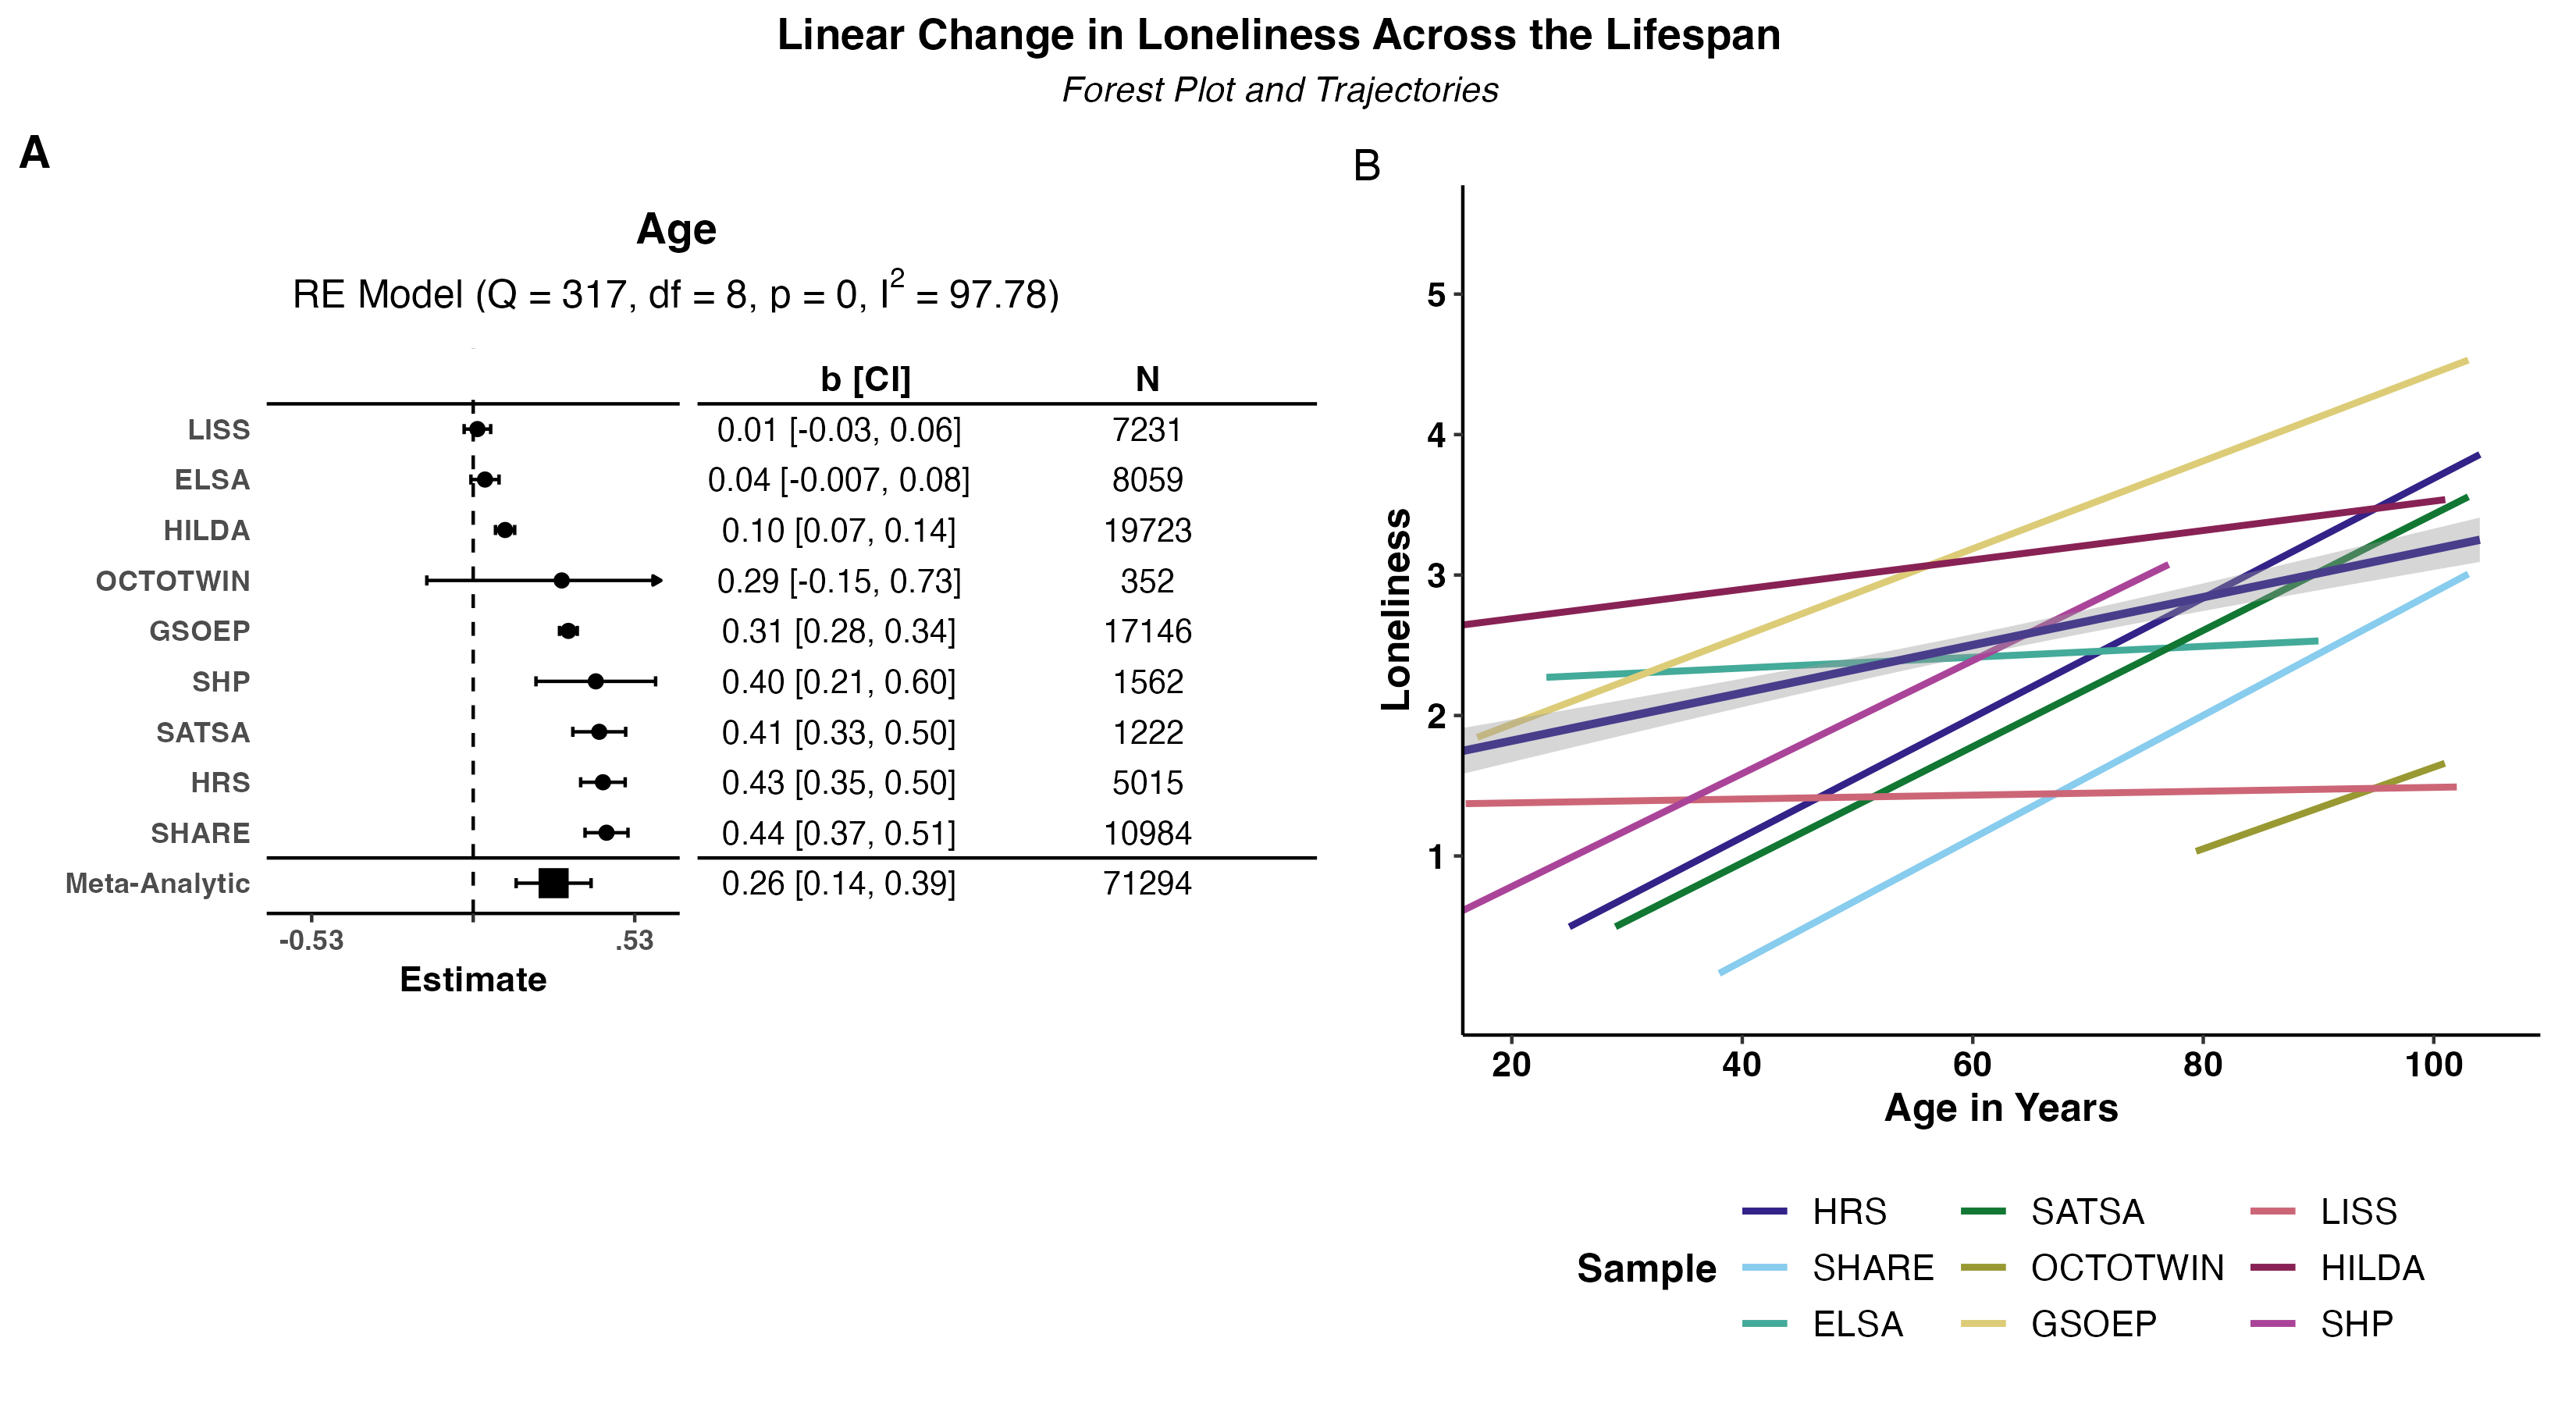 Linear Change in Loneliness Across the Lifespan
Forest Plot and Trajectories
A
Age
RE Model (Q = 317, df = 8, p = 0, I² = 97.78)
b [CI] N
LISS 0.01 [-0.03, 0.06] 7231
ELSA 0.04 [-0.007, 0.08] 8059
HILDA 0.10 [0.07, 0.14] 19723
OCTOTWIN 0.29 [-0.15, 0.73] 352
GSOEP 0.31 [0.28, 0.34] 17146
SHP 0.40 [0.21, 0.60] 1562
SATSA 0.41 [0.33, 0.50] 1222
HRS 0.43 [0.35, 0.50] 5015
SHARE 0.44 [0.37, 0.51] 10984
Meta-Analytic 0.26 [0.14, 0.39] 71294
-0.53 .53
Estimate
B
Loneliness
5
4
3
2
1
20 40 60 80 100
Age in Years
Sample
HRS SATSA LISS
SHARE OCTOTWIN HILDA
ELSA GSOEP SHP